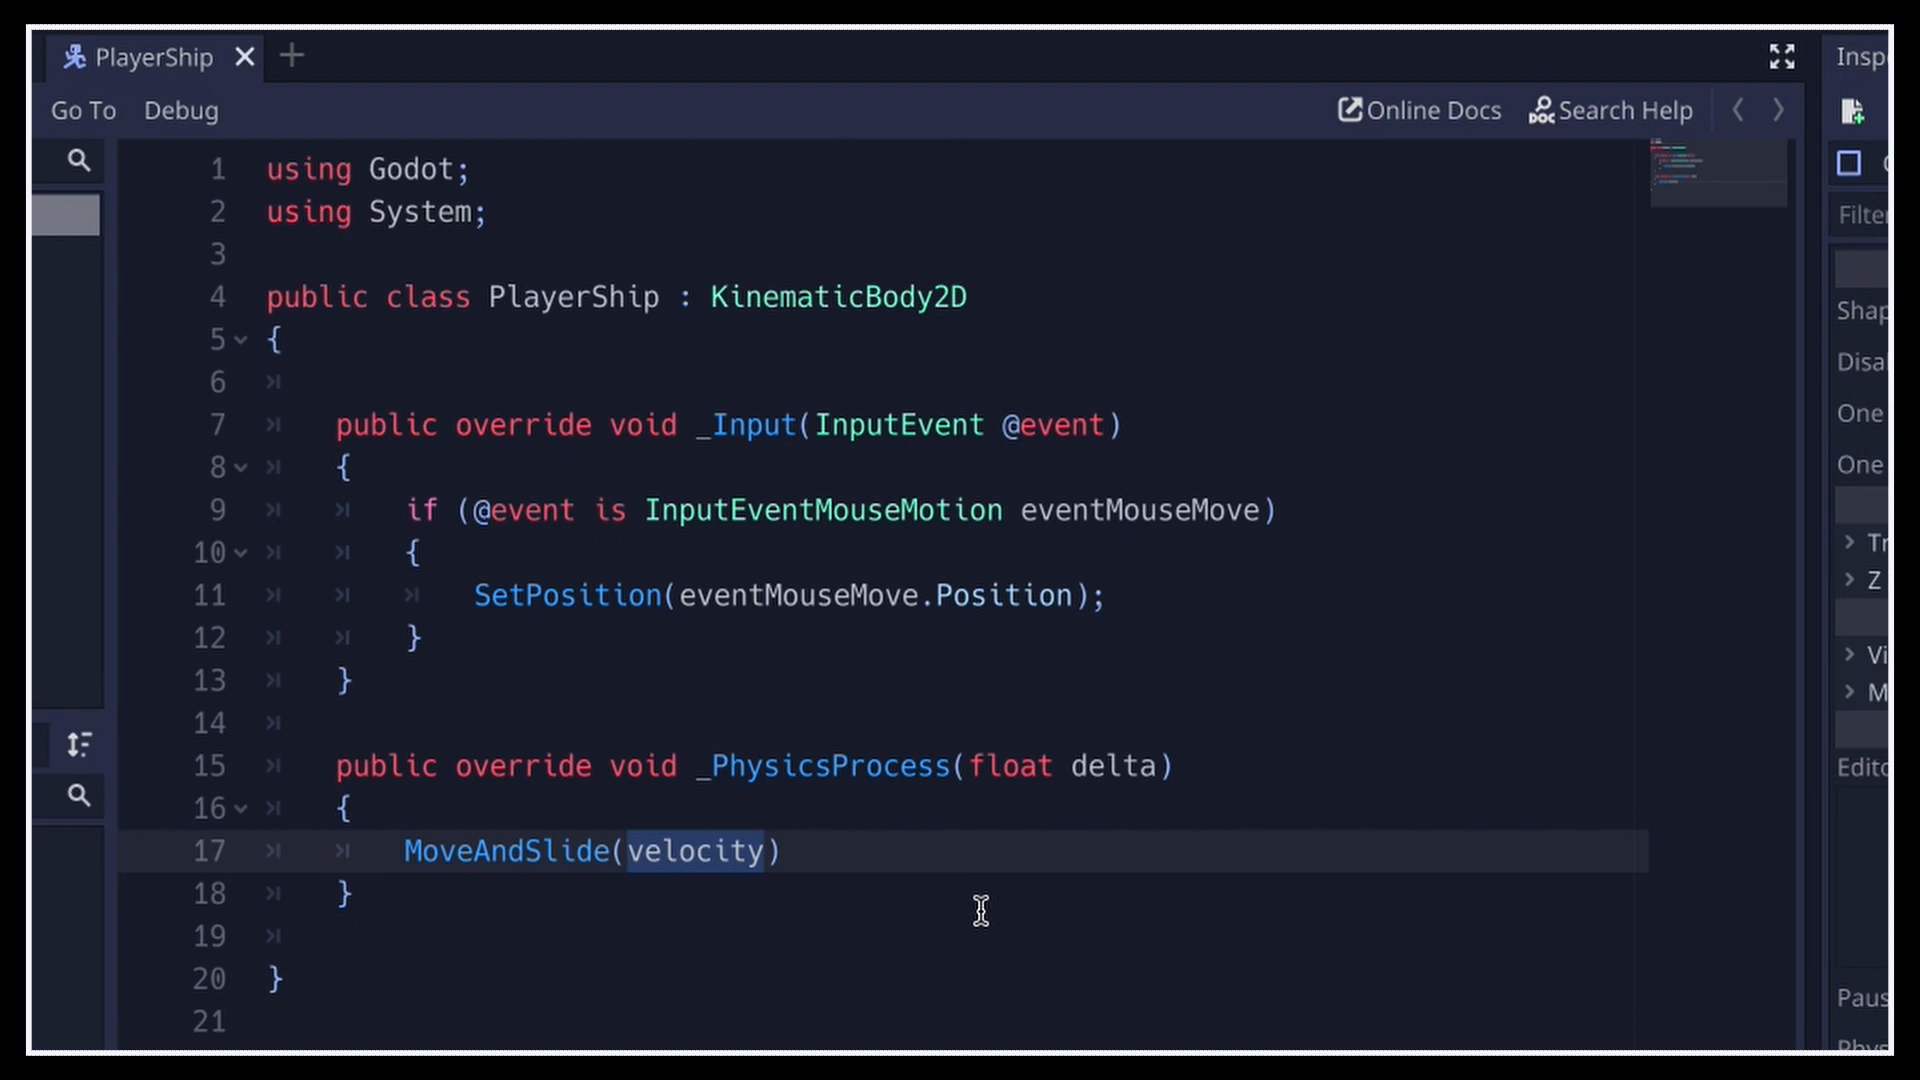 PlayerShip
Go To Debug Online Docs Search Help
1 using Godot;
2 using System;
3
4 public class PlayerShip : KinematicBody2D
5 {
6
7 public override void _Input(InputEvent @event)
8 {
9 if (@event is InputEventMouseMotion eventMouseMove)
10 {
11 SetPosition(eventMouseMove.Position);
12 }
13 }
14
15 public override void _PhysicsProcess(float delta)
16 {
17 MoveAndSlide(velocity)
18 }
19
20 }
21
Insp
Filte
Shap
Disa
One
One
Tr
Z
Vi
M
Edito
Paus